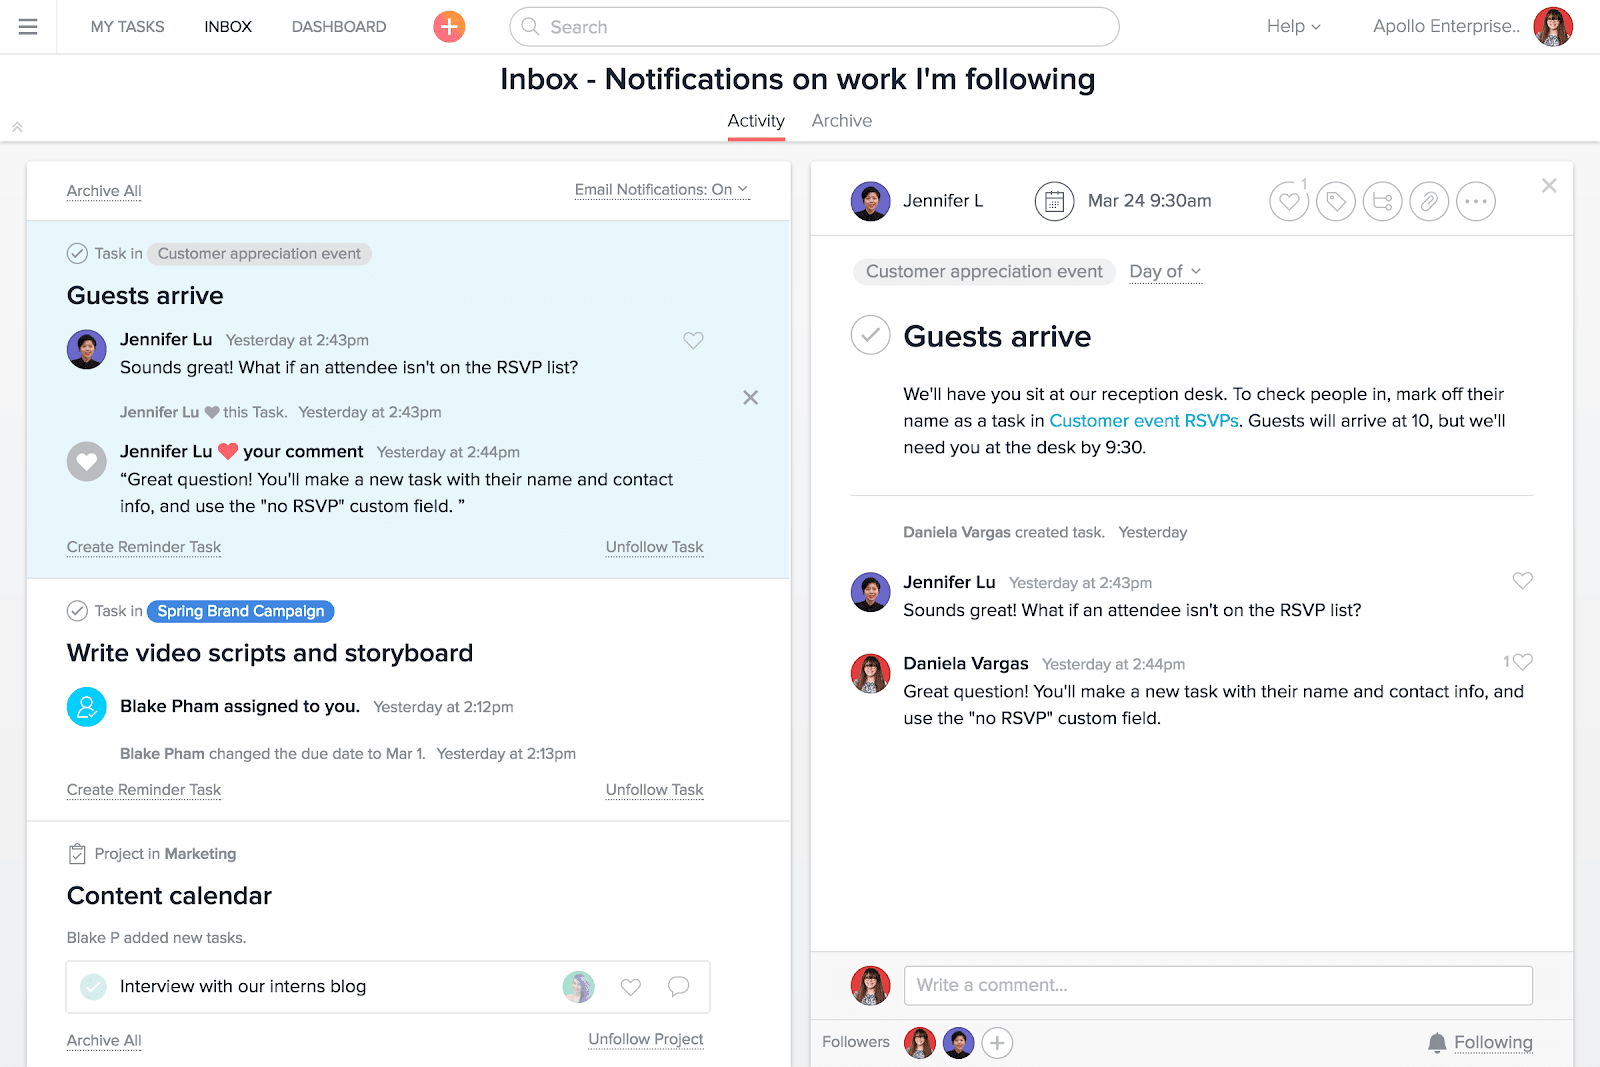 MY TASKS INBOX DASHBOARD Search Help Apollo Enterprise..
Inbox - Notifications on work I'm following
Activity Archive
Archive All Email Notifications: On
Task in Customer appreciation event
Guests arrive
Jennifer Lu Yesterday at 2:43pm
Sounds great! What if an attendee isn't on the RSVP list?
Jennifer Lu this Task. Yesterday at 2:43pm
Jennifer Lu your comment Yesterday at 2:44pm
“Great question! You'll make a new task with their name and contact
info, and use the "no RSVP" custom field. ”
Create Reminder Task Unfollow Task
Task in Spring Brand Campaign
Write video scripts and storyboard
Blake Pham assigned to you. Yesterday at 2:12pm
Blake Pham changed the due date to Mar 1. Yesterday at 2:13pm
Create Reminder Task Unfollow Task
Project in Marketing
Content calendar
Blake P added new tasks.
Interview with our interns blog
Archive All Unfollow Project
Jennifer L Mar 24 9:30am 1
Customer appreciation event Day of
Guests arrive
We'll have you sit at our reception desk. To check people in, mark off their
name as a task in Customer event RSVPs. Guests will arrive at 10, but we'll
need you at the desk by 9:30.
Daniela Vargas created task. Yesterday
Jennifer Lu Yesterday at 2:43pm
Sounds great! What if an attendee isn't on the RSVP list?
Daniela Vargas Yesterday at 2:44pm 1
Great question! You'll make a new task with their name and contact info, and
use the "no RSVP" custom field.
Write a comment...
Followers Following